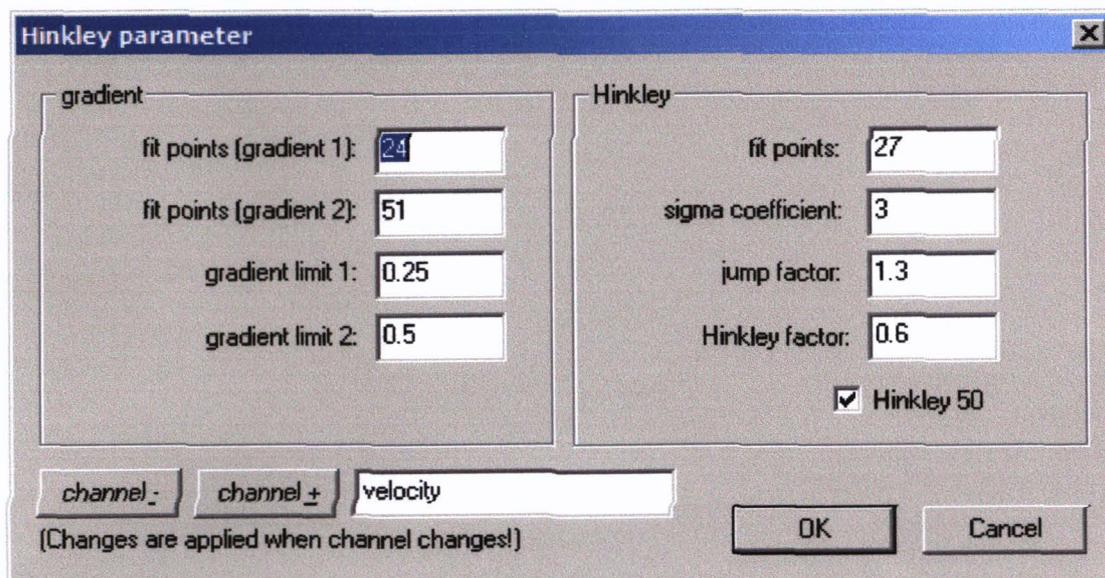 Hinkley parameter
gradient
fit points (gradient 1): 24
fit points (gradient 2): 51
gradient limit 1: 0.25
gradient limit 2: 0.5
Hinkley
fit points: 27
sigma coefficient: 3
jump factor: 1.3
Hinkley factor: 0.6
Hinkley 50
channel - channel + velocity
(Changes are applied when channel changes!)
OK Cancel